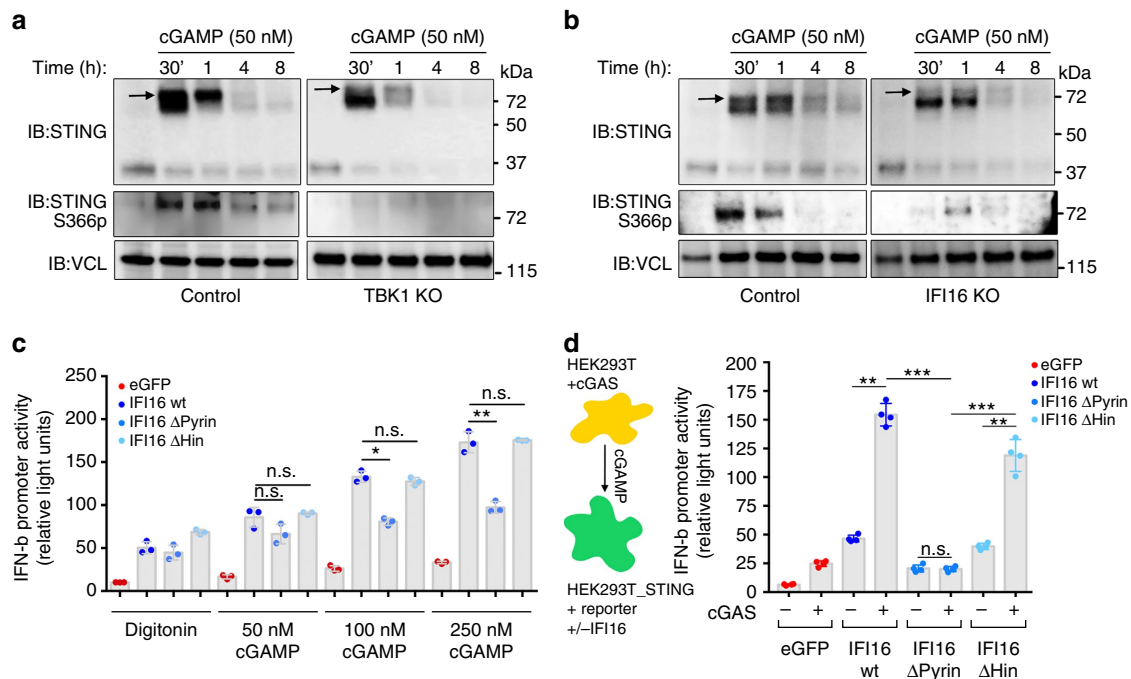 a
cGAMP (50 nM) cGAMP (50 nM)
Time (h): 30' 1 4 8 30' 1 4 8 kDa
72
IB:STING
50
37
IB:STING
S366p
72
IB:VCL
115
Control TBK1 KO
b
cGAMP (50 nM) cGAMP (50 nM)
Time (h): 30' 1 4 8 30' 1 4 8 kDa
72
IB:STING
50
37
IB:STING
S366p
72
IB:VCL
115
Control IFI16 KO
c
IFN-b promoter activity
(relative light units)
250
200
150
100
50
0
eGFP
IFI16 wt
IFI16 ΔPyrin
IFI16 ΔHin
n.s.
n.s.
n.s.
*
n.s.
**
Digitonin 50 nM 100 nM 250 nM
cGAMP cGAMP cGAMP
d
HEK293T
+cGAS
cGAMP
HEK293T_STING
+ reporter
+/–IFI16
IFN-b promoter activity
(relative light units)
200
175
150
125
100
75
50
25
0
eGFP
IFI16 wt
IFI16 ΔPyrin
IFI16 ΔHin
** *** *** **
n.s.
cGAS – + – + – + – +
eGFP IFI16 IFI16 IFI16
wt ΔPyrin ΔHin